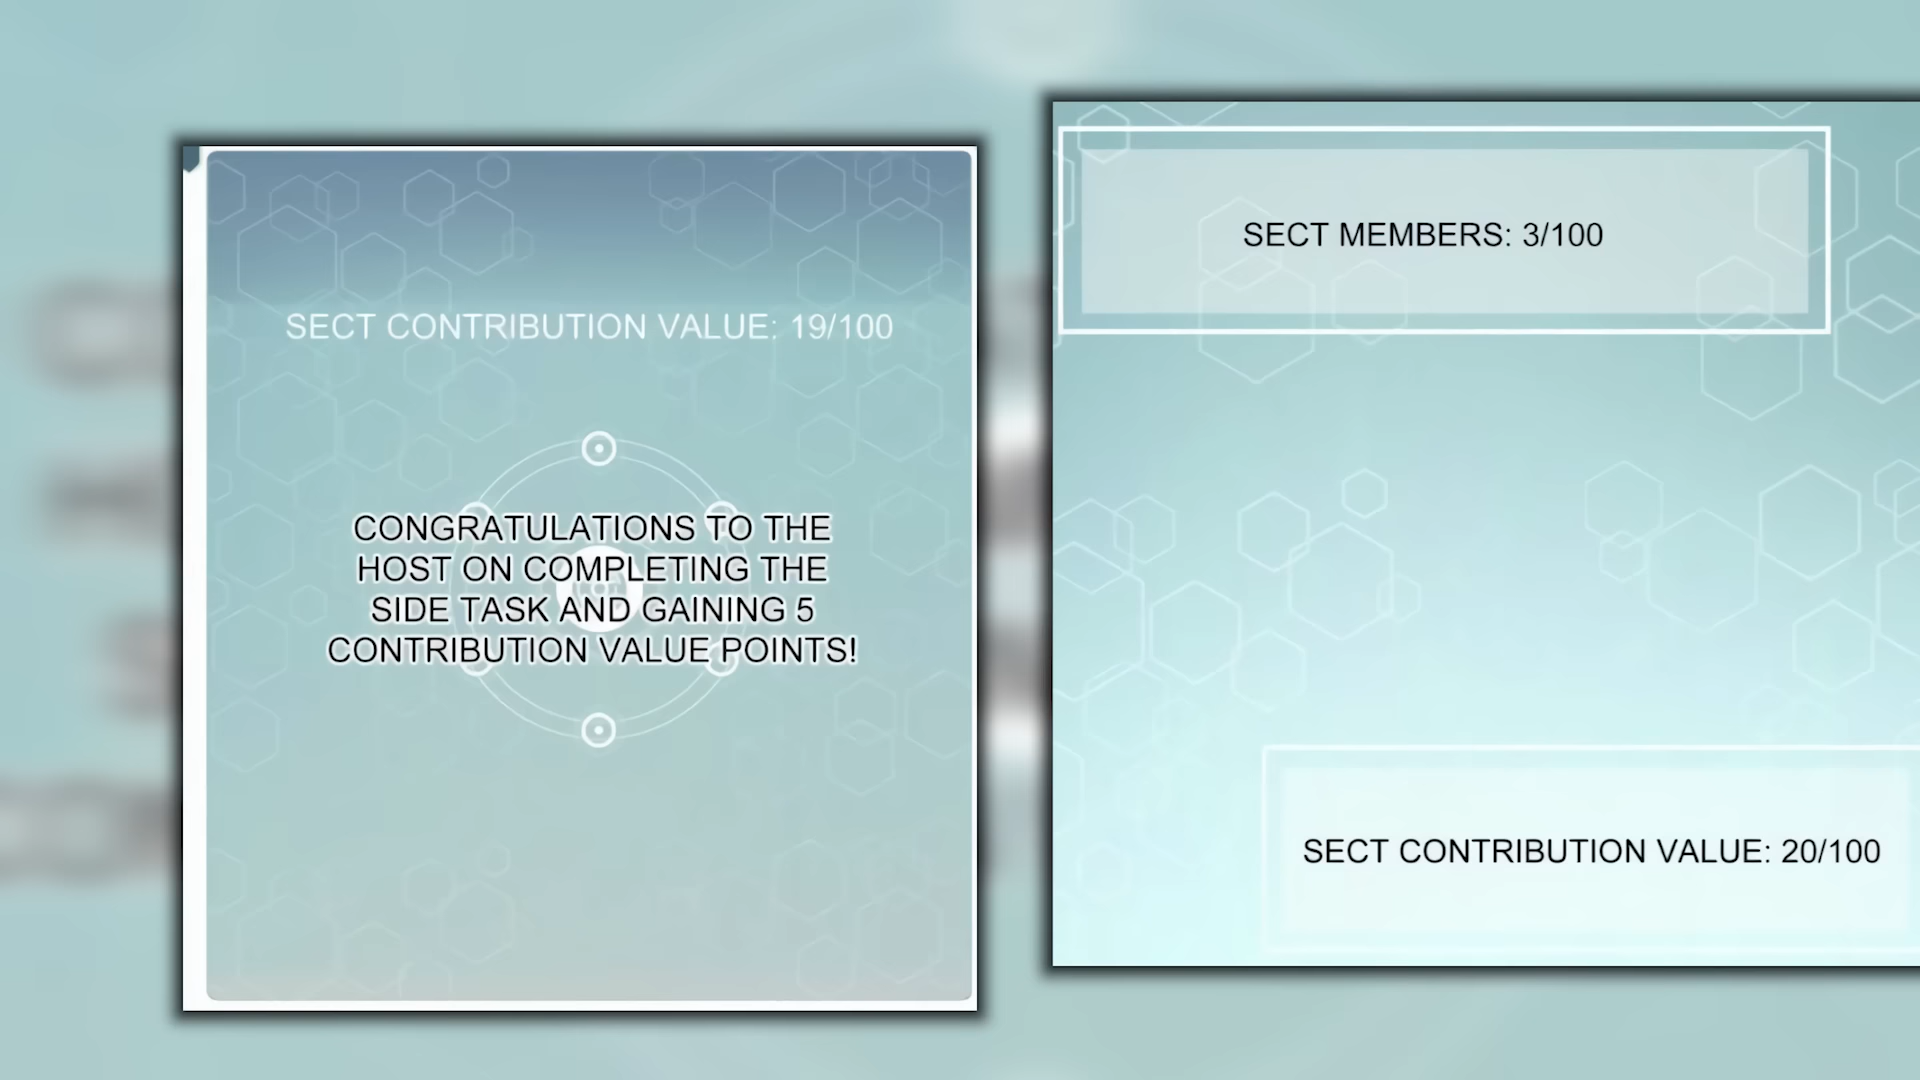 SECT CONTRIBUTION VALUE: 19/100
CONGRATULATIONS TO THE
HOST ON COMPLETING THE
SIDE TASK AND GAINING 5
CONTRIBUTION VALUE POINTS!
SECT MEMBERS: 3/100
SECT CONTRIBUTION VALUE: 20/100